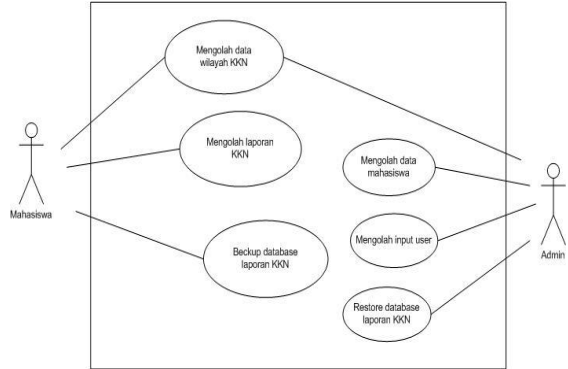 Mengolah data
wilayah KKN
Mengolah laporan
KKN
Mengolah data
mahasiswa
Mahasiswa
Mengolah input user
Beckup database
laporan KKN
Admin
Restore database
laporan KKN